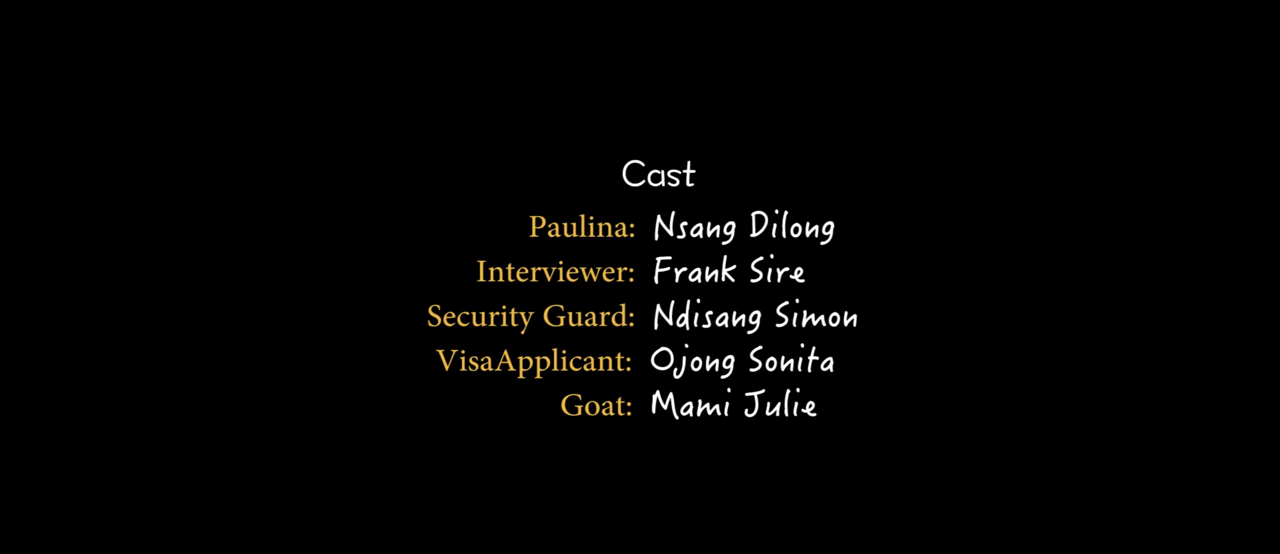 Cast
Paulina: Nsang Dilong
Interviewer: Frank Sire
Security Guard: Ndisang Simon
VisaApplicant: Ojong Sonita
Goat: Mami Julie